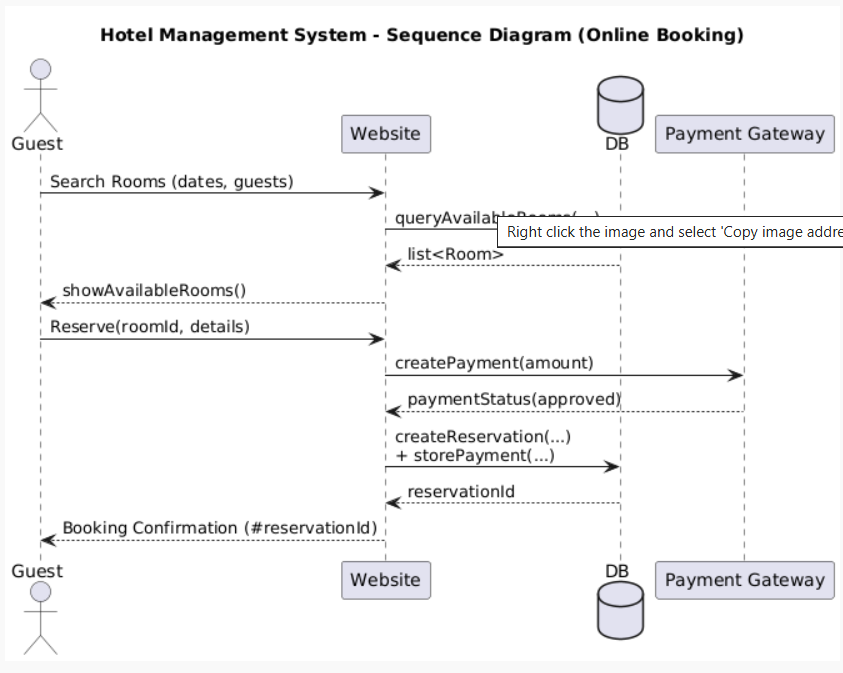 Hotel Management System - Sequence Diagram (Online Booking)
Guest
Website
DB
Payment Gateway
Search Rooms (dates, guests)
Right click the image and select 'Copy image addre
list<Room>
showAvailableRooms()
Reserve(roomId, details)
createPayment(amount)
paymentStatus(approved)
createReservation(...)
+ storePayment(...)
reservationId
Booking Confirmation (#reservationId)
Guest
Website
DB
Payment Gateway